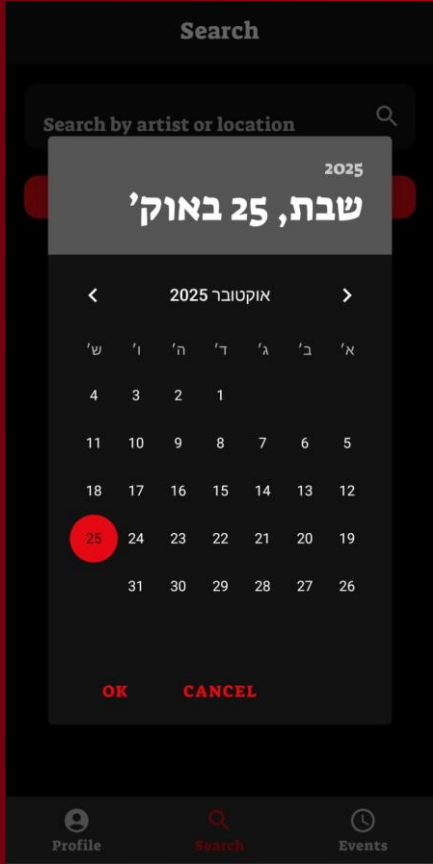 Search
Search by artist or location
2025
שבת, 25 באוק׳
אוקטובר 2025
א׳ ב׳ ג׳ ד׳ ה׳ ו׳ ש׳
1 2 3 4
5 6 7 8 9 10 11
12 13 14 15 16 17 18
19 20 21 22 23 24 25
26 27 28 29 30 31
OK CANCEL
Profile Search Events